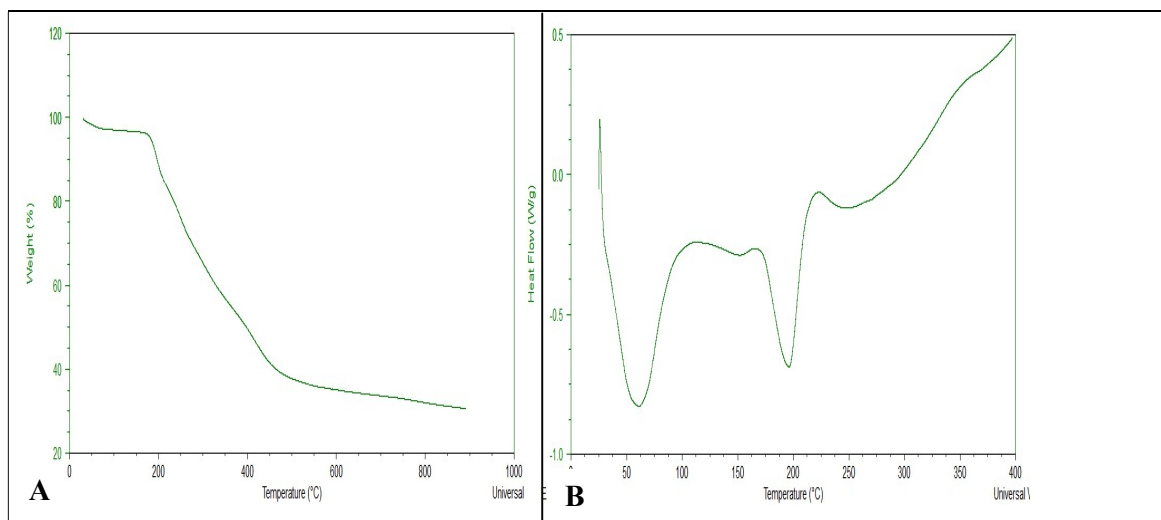 120
100
80
60
40
20
Weight (%)
0 200 400 600 800 1000
Temperature (°C)
Universal
A
0.5
0.0
-0.5
-1.0
Heat Flow (W/g)
50 100 150 200 250 300 350 400
E
Temperature (°C)
Universal
B